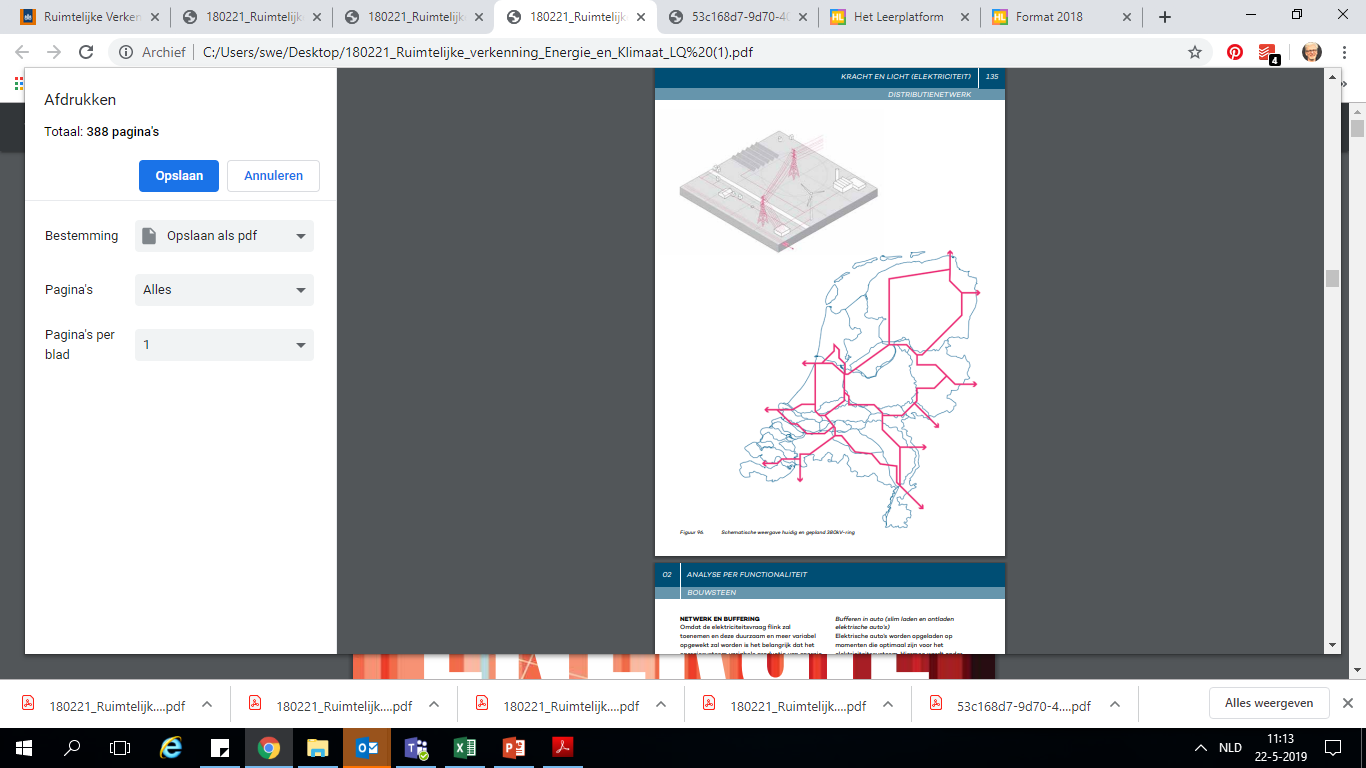 Ruimtelijke Verken
180221_Ruimtelijk
180221_Ruimtelijk
180221_Ruimtelijk
53c168d7-9d70-40
Het Leerplatform
Format 2018
Archief
C:/Users/swe/Desktop/180221_Ruimtelijke_verkenning_Energie_en_Klimaat_LQ%20(1).pdf
4
Afdrukken
Totaal: 388 pagina's
Opslaan
Annuleren
Bestemming
Opslaan als pdf
Pagina's
Alles
Pagina's per
blad
1
KRACHT EN LICHT (ELEKTRICITEIT)
135
DISTRIBUTIENETWERK
Figuur 96.
Schematische weergave huidig en gepland 380kV-ring
02
ANALYSE PER FUNCTIONALITEIT
BOUWSTEEN
NETWERK EN BUFFERING
Omdat de elektriciteitsvraag flink zal
toenemen en deze duurzaam en meer variabel
opgewekt zal worden is het belangrijk dat het
Bufferen in auto (slim laden en ontladen
elektrische auto's)
Elektrische auto's worden opgeladen op
momenten die optimaal zijn voor het
180221_Ruimtelijk....pdf
180221_Ruimtelijk....pdf
180221_Ruimtelijk....pdf
180221_Ruimtelijk....pdf
53c168d7-9d70-4....pdf
Alles weergeven
NLD
11:13
22-5-2019